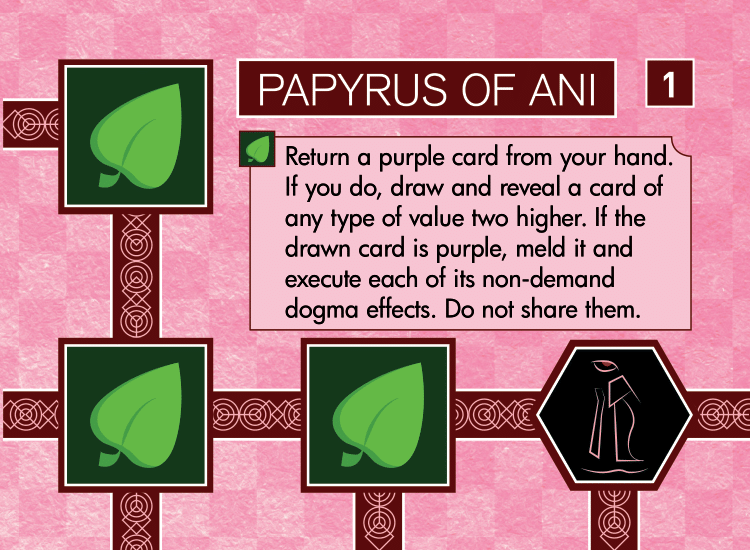 PAPYRUS OF ANI
1
Return a purple card from your hand.
If you do, draw and reveal a card of
any type of value two higher. If the
drawn card is purple, meld it and
execute each of its non-demand
dogma effects. Do not share them.